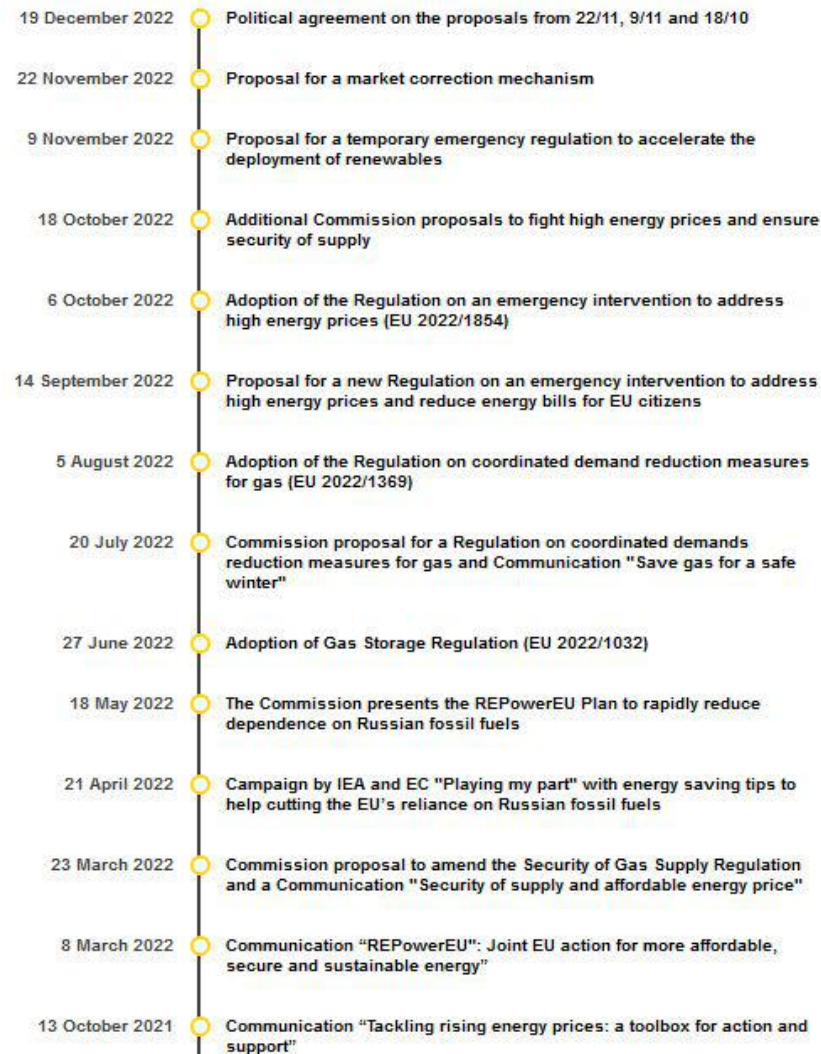 19 December 2022 Political agreement on the proposals from 22/11, 9/11 and 18/10
22 November 2022 Proposal for a market correction mechanism
9 November 2022 Proposal for a temporary emergency regulation to accelerate the
deployment of renewables
18 October 2022 Additional Commission proposals to fight high energy prices and ensure
security of supply
6 October 2022 Adoption of the Regulation on an emergency intervention to address
high energy prices (EU 2022/1854)
14 September 2022 Proposal for a new Regulation on an emergency intervention to address
high energy prices and reduce energy bills for EU citizens
5 August 2022 Adoption of the Regulation on coordinated demand reduction measures
for gas (EU 2022/1369)
20 July 2022 Commission proposal for a Regulation on coordinated demands
reduction measures for gas and Communication "Save gas for a safe
winter"
27 June 2022 Adoption of Gas Storage Regulation (EU 2022/1032)
18 May 2022 The Commission presents the REPowerEU Plan to rapidly reduce
dependence on Russian fossil fuels
21 April 2022 Campaign by IEA and EC "Playing my part" with energy saving tips to
help cutting the EU's reliance on Russian fossil fuels
23 March 2022 Commission proposal to amend the Security of Gas Supply Regulation
and a Communication "Security of supply and affordable energy price"
8 March 2022 Communication “REPowerEU": Joint EU action for more affordable,
secure and sustainable energy”
13 October 2021 Communication “Tackling rising energy prices: a toolbox for action and
support”